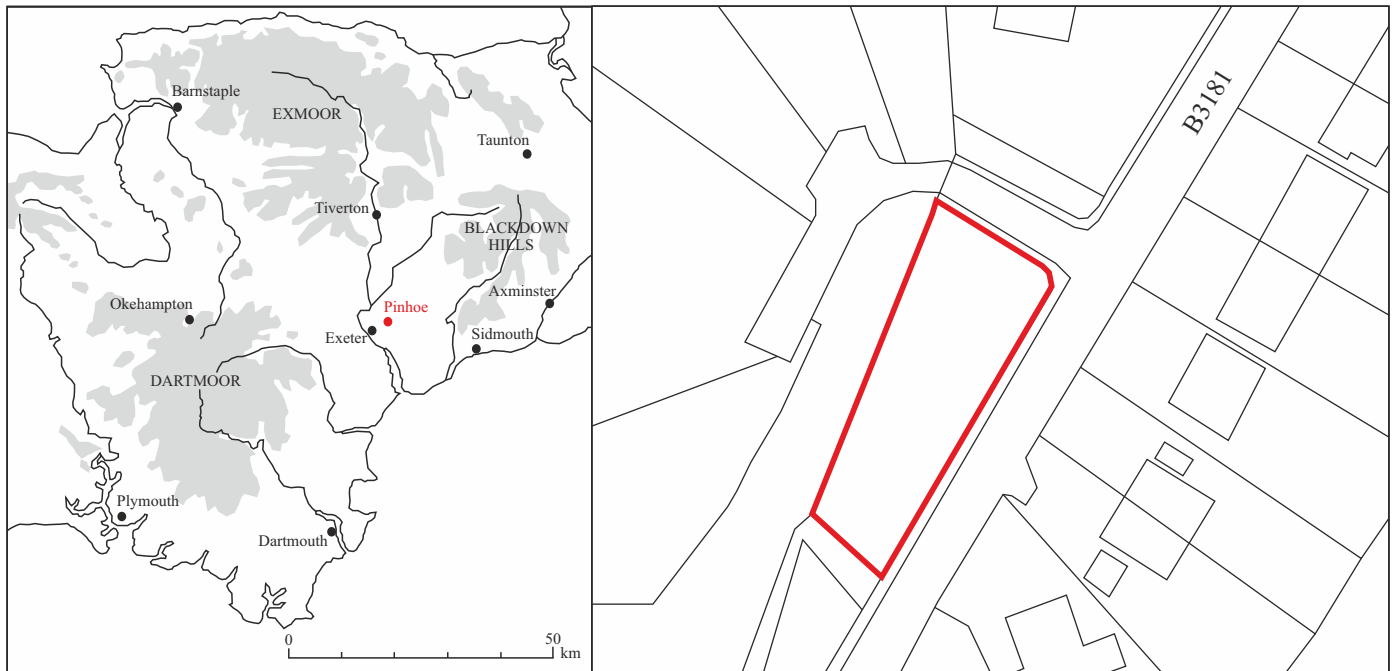 Barnstaple
EXMOOR
Taunton
Tiverton
BLACKDOWN
HILLS
Okehampton
Pinhoe
Axminster
Exeter
Sidmouth
DARTMOOR
Plymouth
Dartmouth
0
50
km
B3181